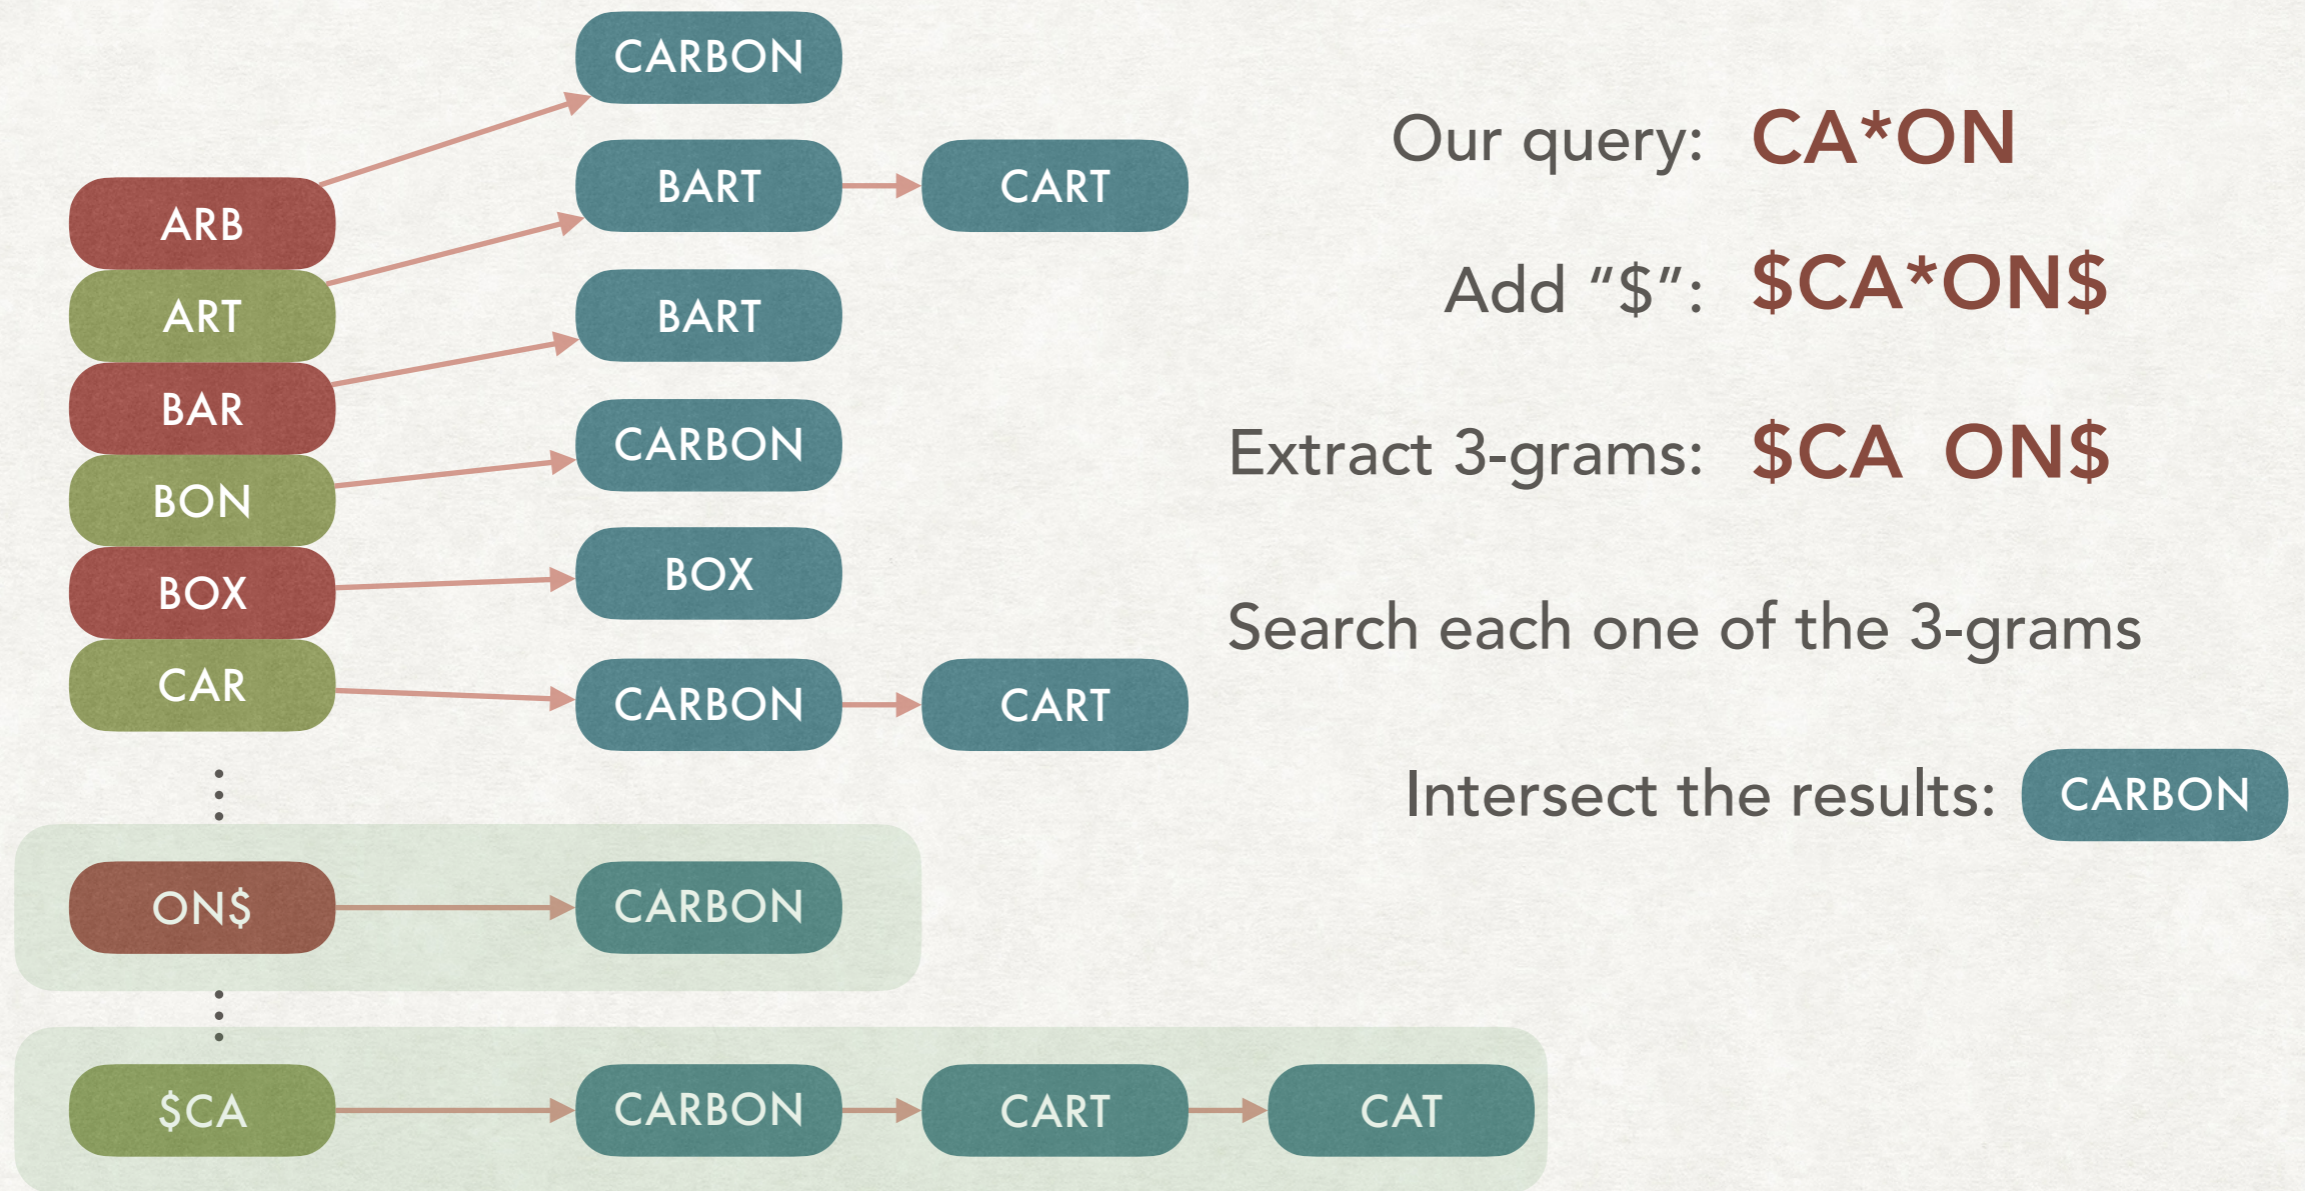 ARB
ART
BAR
BON
BOX
CAR
ON$
$CA
CARBON
BART CART
BART
CARBON
BOX
CARBON CART
CARBON
CARBON CART CAT
Our query: CA*ON
Add “$”: $CA*ON$
Extract 3-grams: $CA ON$
Search each one of the 3-grams
Intersect the results: CARBON